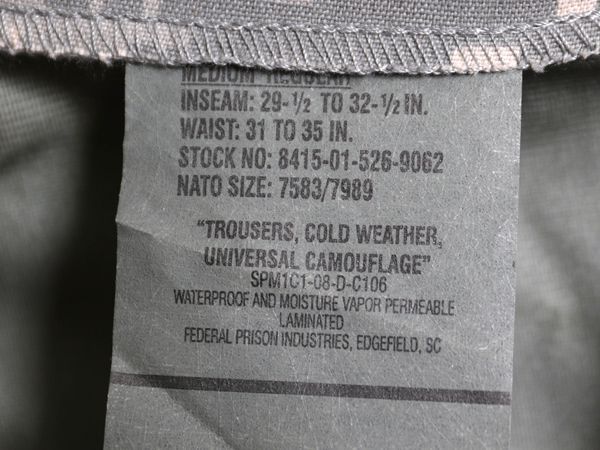 MEDIUM REGULAR
INSEAM: 29-1/2 TO 32-1/2 IN.
WAIST: 31 TO 35 IN.
STOCK NO: 8415-01-526-9062
NATO SIZE: 7583/7989
"TROUSERS, COLD WEATHER,
UNIVERSAL CAMOUFLAGE"
SPM1C1-08-D-C106
WATERPROOF AND MOISTURE VAPOR PERMEABLE
LAMINATED
FEDERAL PRISON INDUSTRIES, EDGEFIELD, SC